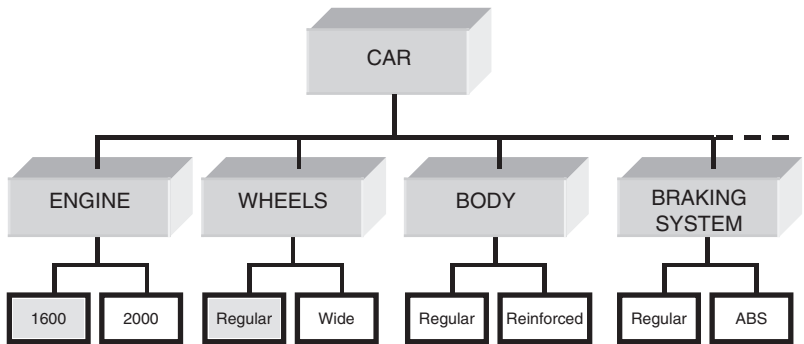 CAR
ENGINE
WHEELS
BODY
BRAKING
SYSTEM
1600
2000
Regular
Wide
Regular
Reinforced
Regular
ABS